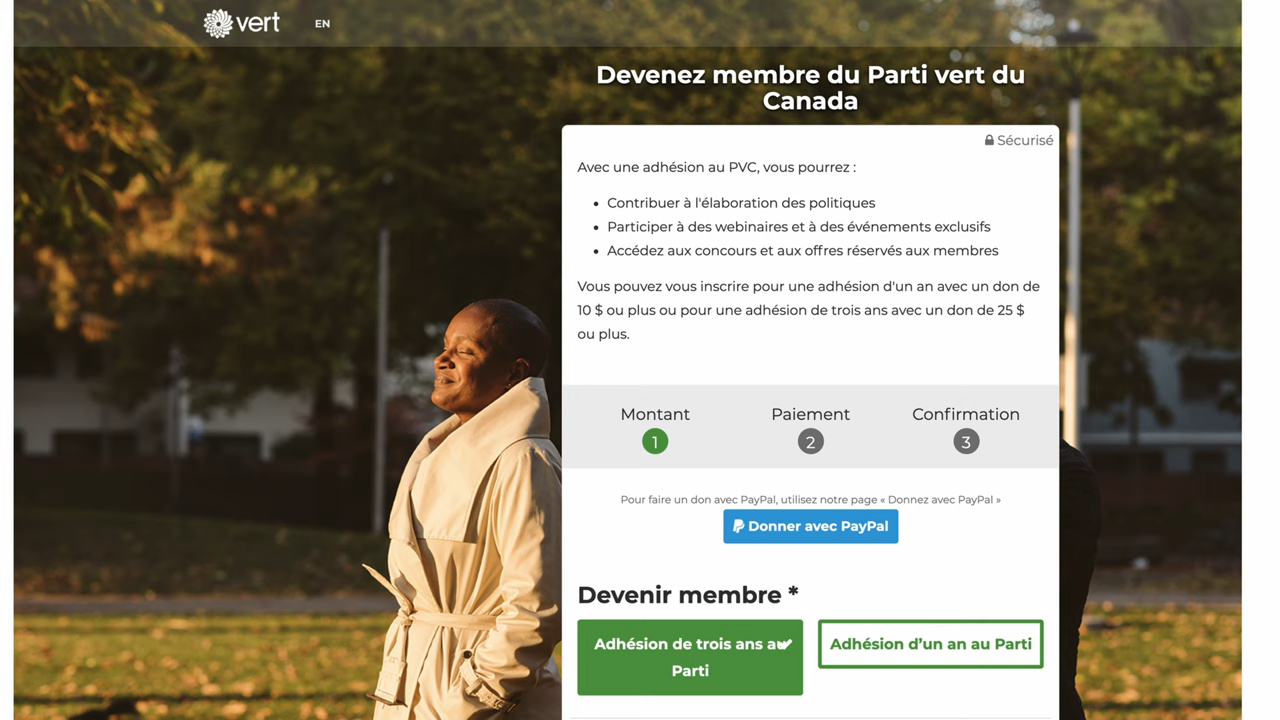 vert
EN
Devenez membre du Parti vert du
Canada
Sécurisé
Avec une adhésion au PVC, vous pourrez :
• Contribuer à l'élaboration des politiques
• Participer à des webinaires et à des événements exclusifs
• Accédez aux concours et aux offres réservés aux membres
Vous pouvez vous inscrire pour une adhésion d'un an avec un don de
10 $ ou plus ou pour une adhésion de trois ans avec un don de 25 $
ou plus.
Montant Paiement Confirmation
1 2 3
Pour faire un don avec PayPal, utilisez notre page « Donnez avec PayPal »
Donner avec PayPal
Devenir membre *
Adhésion de trois ans au
Parti
Adhésion d’un an au Parti